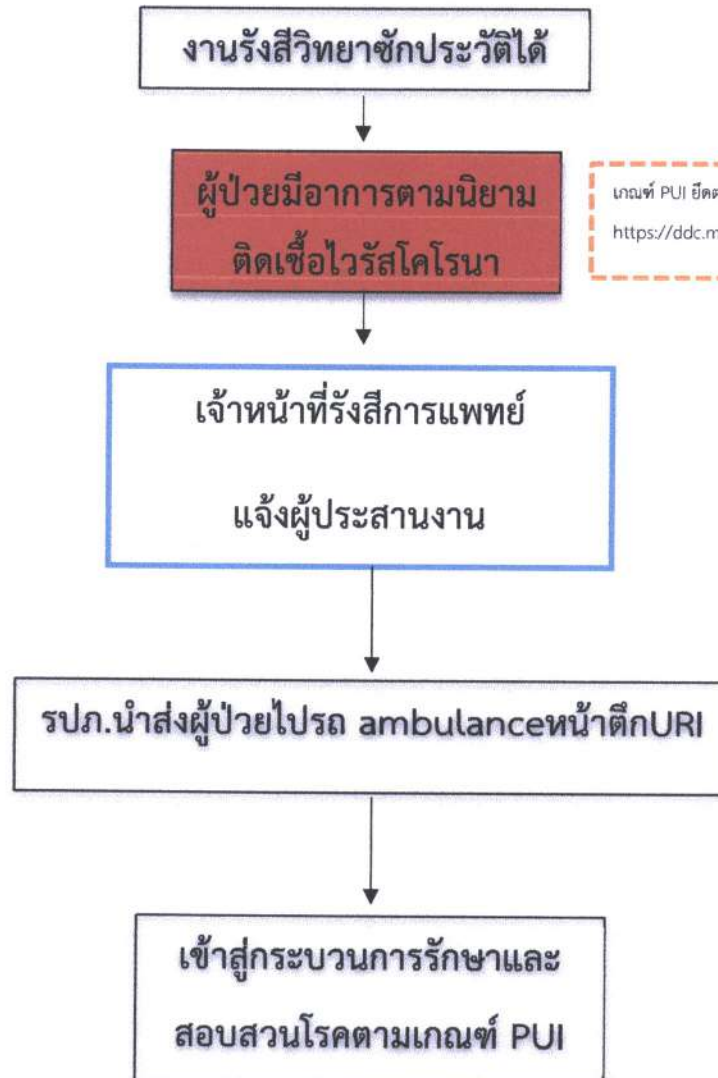 งานรังสีวิทยาซักประวัติได้
ผู้ป่วยมีอาการตามนิยาม
ติดเชื้อไวรัสโคโรนา
เกณฑ์ PUI ยึดต
https://ddc.m
เจ้าหน้าที่รังสีการแพทย์
แจ้งผู้ประสานงาน
รปภ.นำส่งผู้ป่วยไปรถ ambulanceหน้าตึกURI
เข้าสู่กระบวนการรักษาและ
สอบสวนโรคตามเกณฑ์ PUI